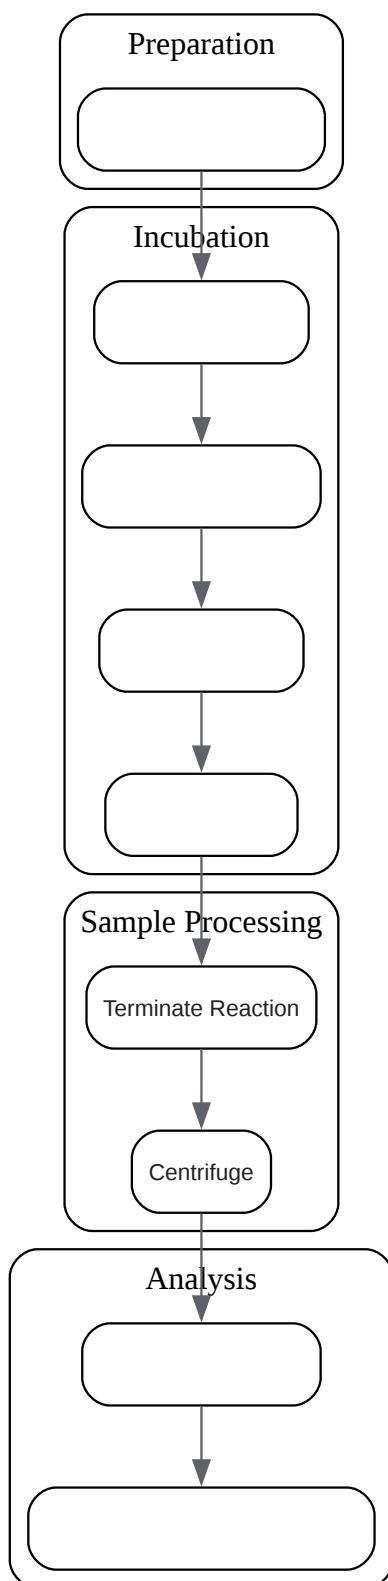 Preparation
Incubation
Sample Processing
Terminate Reaction
Centrifuge
Analysis